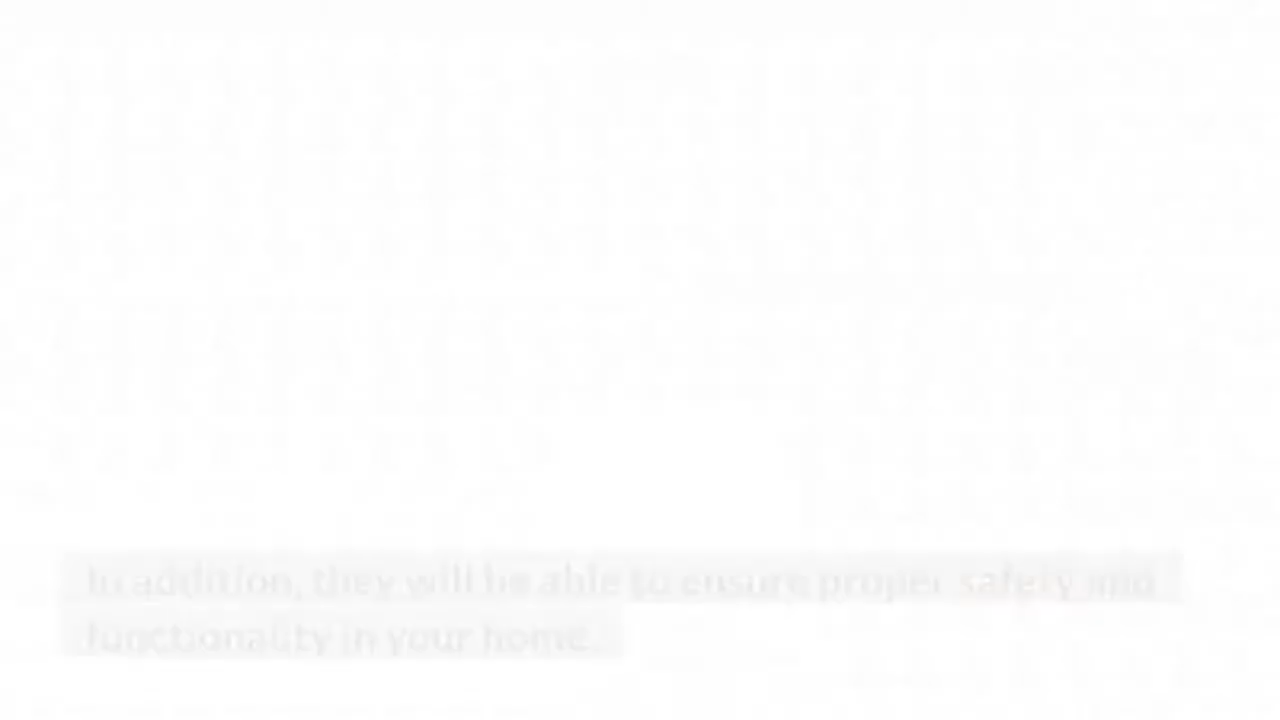 In addition, they will be able to ensure proper safety and
functionality in your home.